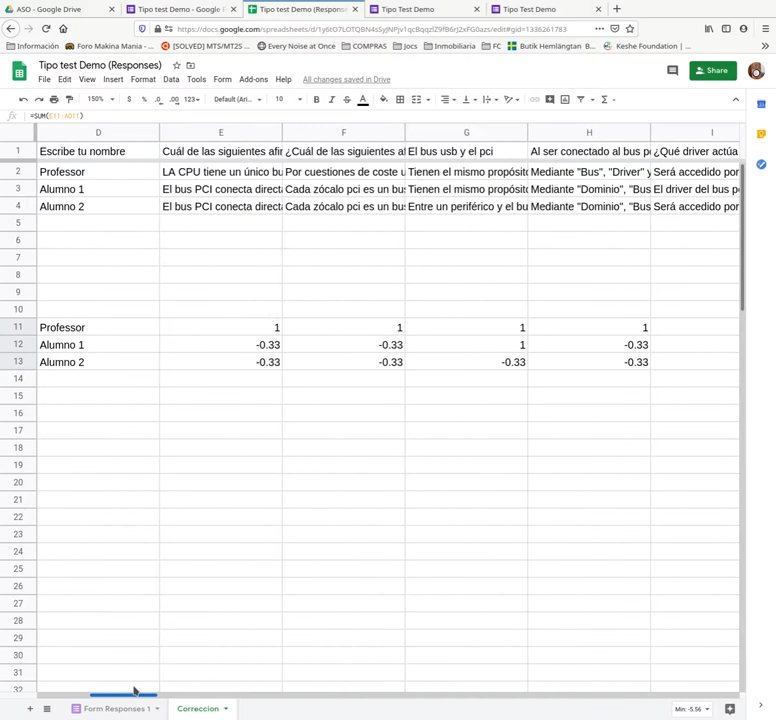 ASO - Google Drive
Tipo test Demo - Google F
Tipo test Demo (Respons
Tipo Test Demo
Tipo Test Demo
https://docs.google.com/spreadsheets/d/
Información
Foro Makina Mania - ...
[SOLVED] MTS/MT2S ...
Every Noise at Once
COMPRAS
Jocs
Inmobiliaria
FC
Butik Hemlängtan B...
Keshe Foundation | ...
Tipo test Demo (Responses)
File Edit View Insert Format Data Tools Form Add-ons Help All changes saved in Drive
Share
150% $ % .0 .00 123 Default (Ari... 10 B I S A
fx =SUM(E11:AO11)
D E F G H I
1 Escribe tu nombre Cuál de las siguientes afir ¿Cuál de las siguientes af El bus usb y el pci Al ser conectado al bus pc ¿Qué driver actúa
2 Professor LA CPU tiene un único bu Por cuestiones de coste u Tienen el mismo propósito Mediante "Bus", "Driver" y Será accedido por
3 Alumno 1 El bus PCI conecta direct Cada zócalo pci es un bus Tienen el mismo propósito Mediante "Dominio", "Bus El driver del bus p
4 Alumno 2 El bus PCI conecta direct Cada zócalo pci es un bus Entre un periférico y el bu Mediante "Dominio", "Bus Será accedido por
5
6
7
8
9
10
11 Professor 1 1 1 1
12 Alumno 1 -0.33 -0.33 1 -0.33
13 Alumno 2 -0.33 -0.33 -0.33 -0.33
14
15
16
17
18
19
20
21
22
23
24
25
26
27
28
29
30
31
32
Form Responses 1
Correccion
Min: -5.56